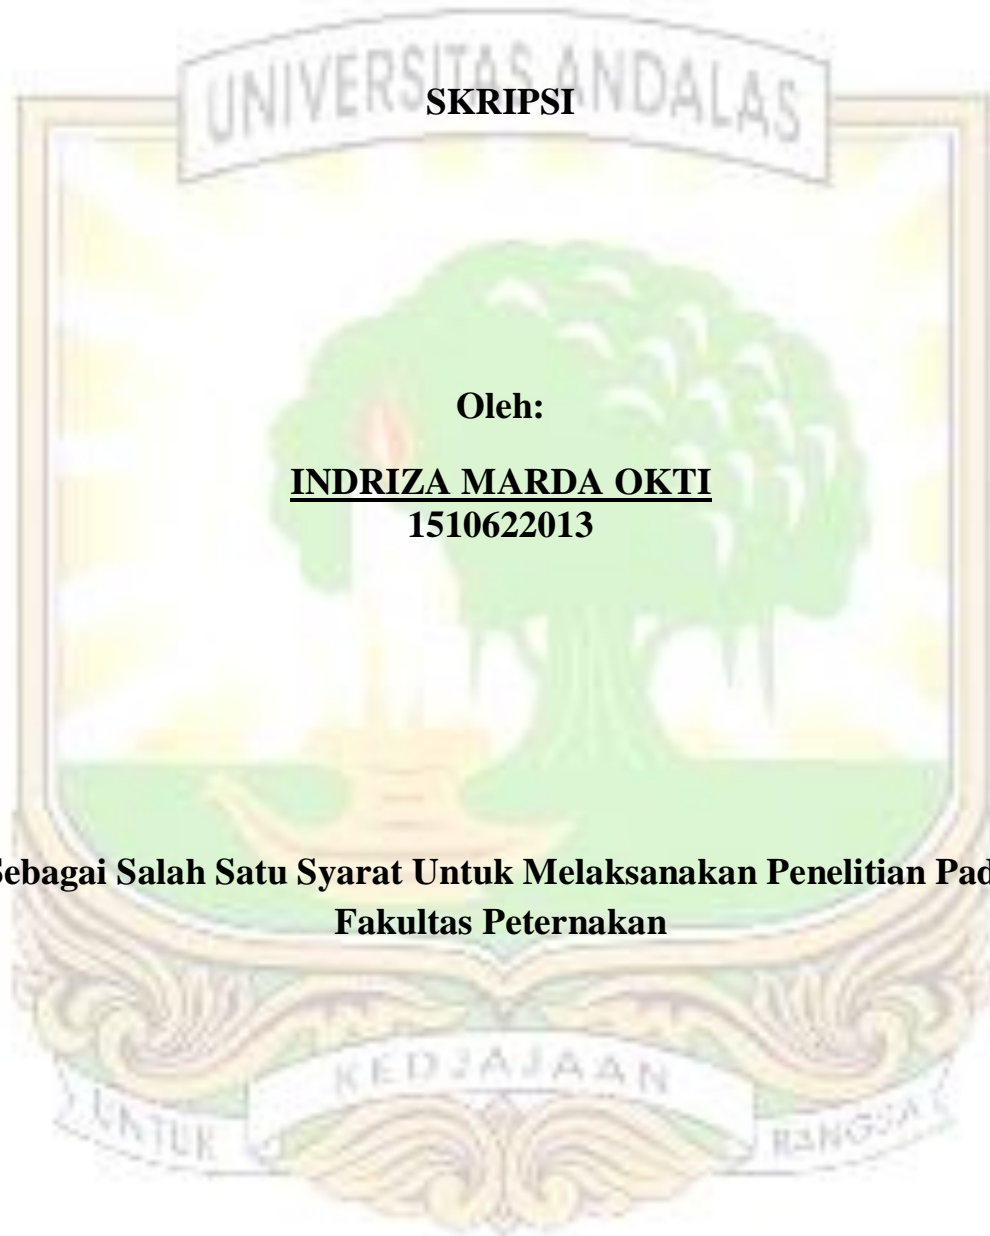 UNIVERSITAS ANDALAS
SKRIPSI
Oleh:
INDRIZA MARDA OKTI
1510622013
Sebagai Salah Satu Syarat Untuk Melaksanakan Penelitian Pad
Fakultas Peternakan
KEDJAJAAN
UNTUK BANGSA